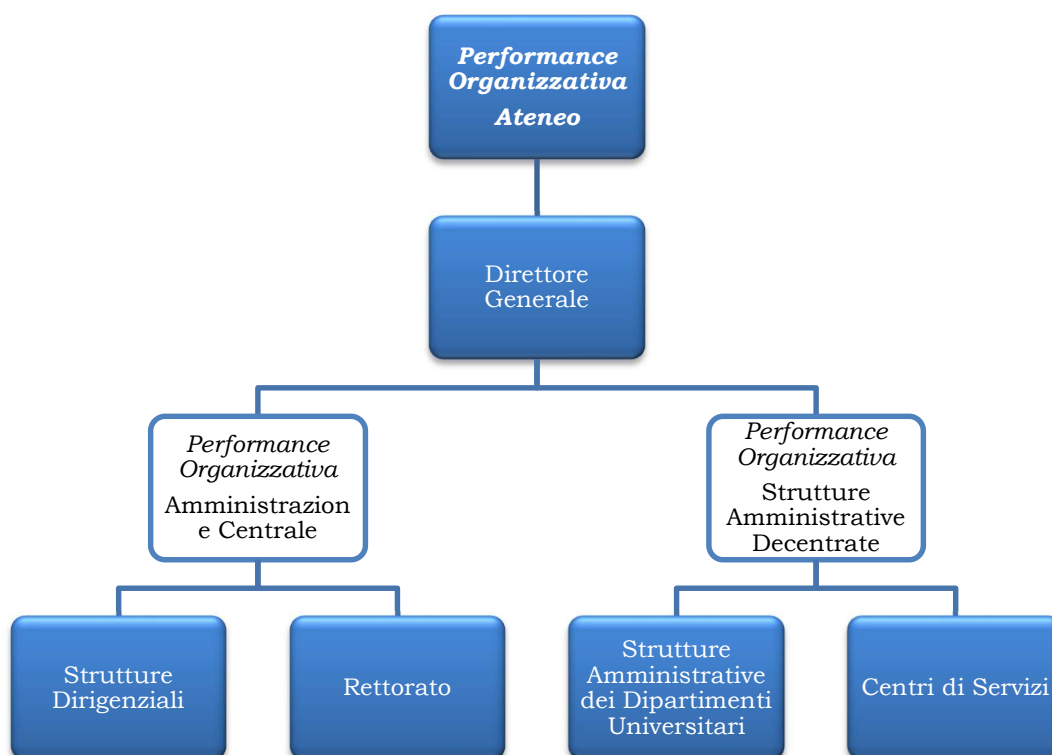 Performance
Organizzativa
Ateneo
Direttore
Generale
Performance
Organizzativa
Amministrazion
e Centrale
Performance
Organizzativa
Strutture
Amministrative
Decentrate
Strutture
Dirigenziali
Rettorato
Strutture
Amministrative
dei Dipartimenti
Universitari
Centri di Servizi